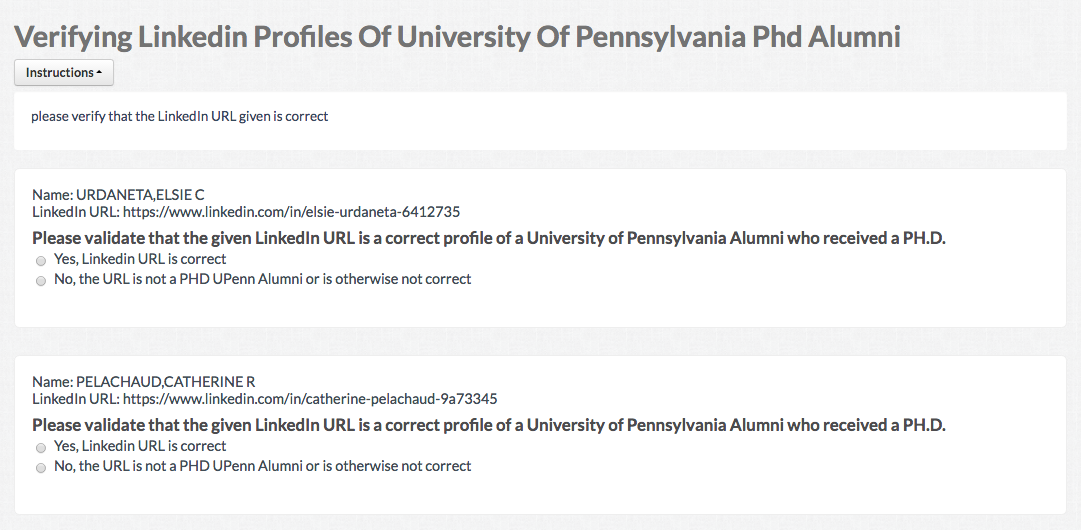 Verifying Linkedin Profiles Of University Of Pennsylvania Phd Alumni
Instructions
please verify that the LinkedIn URL given is correct
Name: URDANETA,ELSIE C
LinkedIn URL: https://www.linkedin.com/in/elsie-urdaneta-6412735
Please validate that the given LinkedIn URL is a correct profile of a University of Pennsylvania Alumni who received a PH.D.
Yes, Linkedin URL is correct
No, the URL is not a PHD UPenn Alumni or is otherwise not correct
Name: PELACHAUD,CATHERINE R
LinkedIn URL: https://www.linkedin.com/in/catherine-pelachaud-9a73345
Please validate that the given LinkedIn URL is a correct profile of a University of Pennsylvania Alumni who received a PH.D.
Yes, Linkedin URL is correct
No, the URL is not a PHD UPenn Alumni or is otherwise not correct